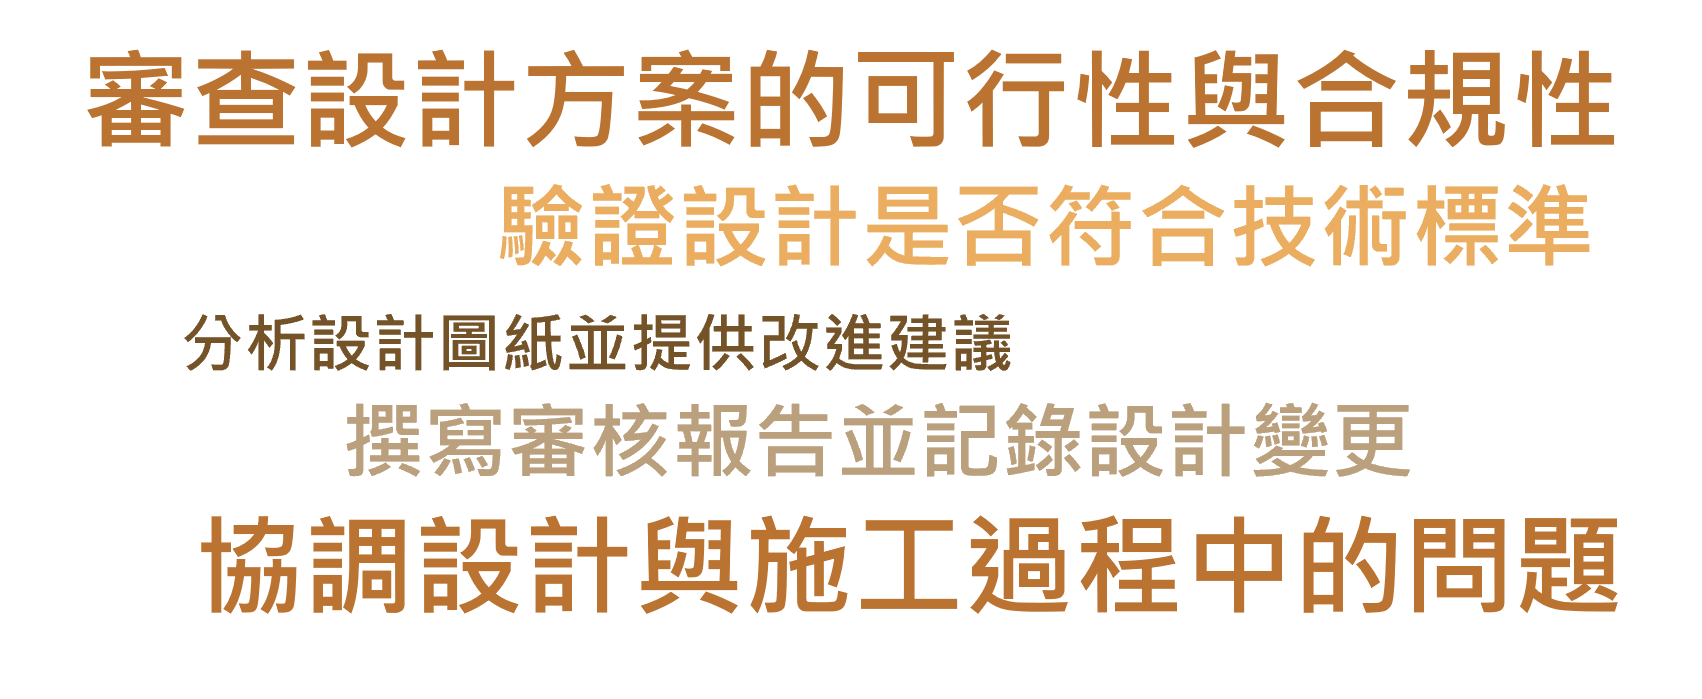 審查設計方案的可行性與合規性
驗證設計是否符合技術標準
分析設計圖紙並提供改進建議
撰寫審核報告並記錄設計變更
協調設計與施工過程中的問題